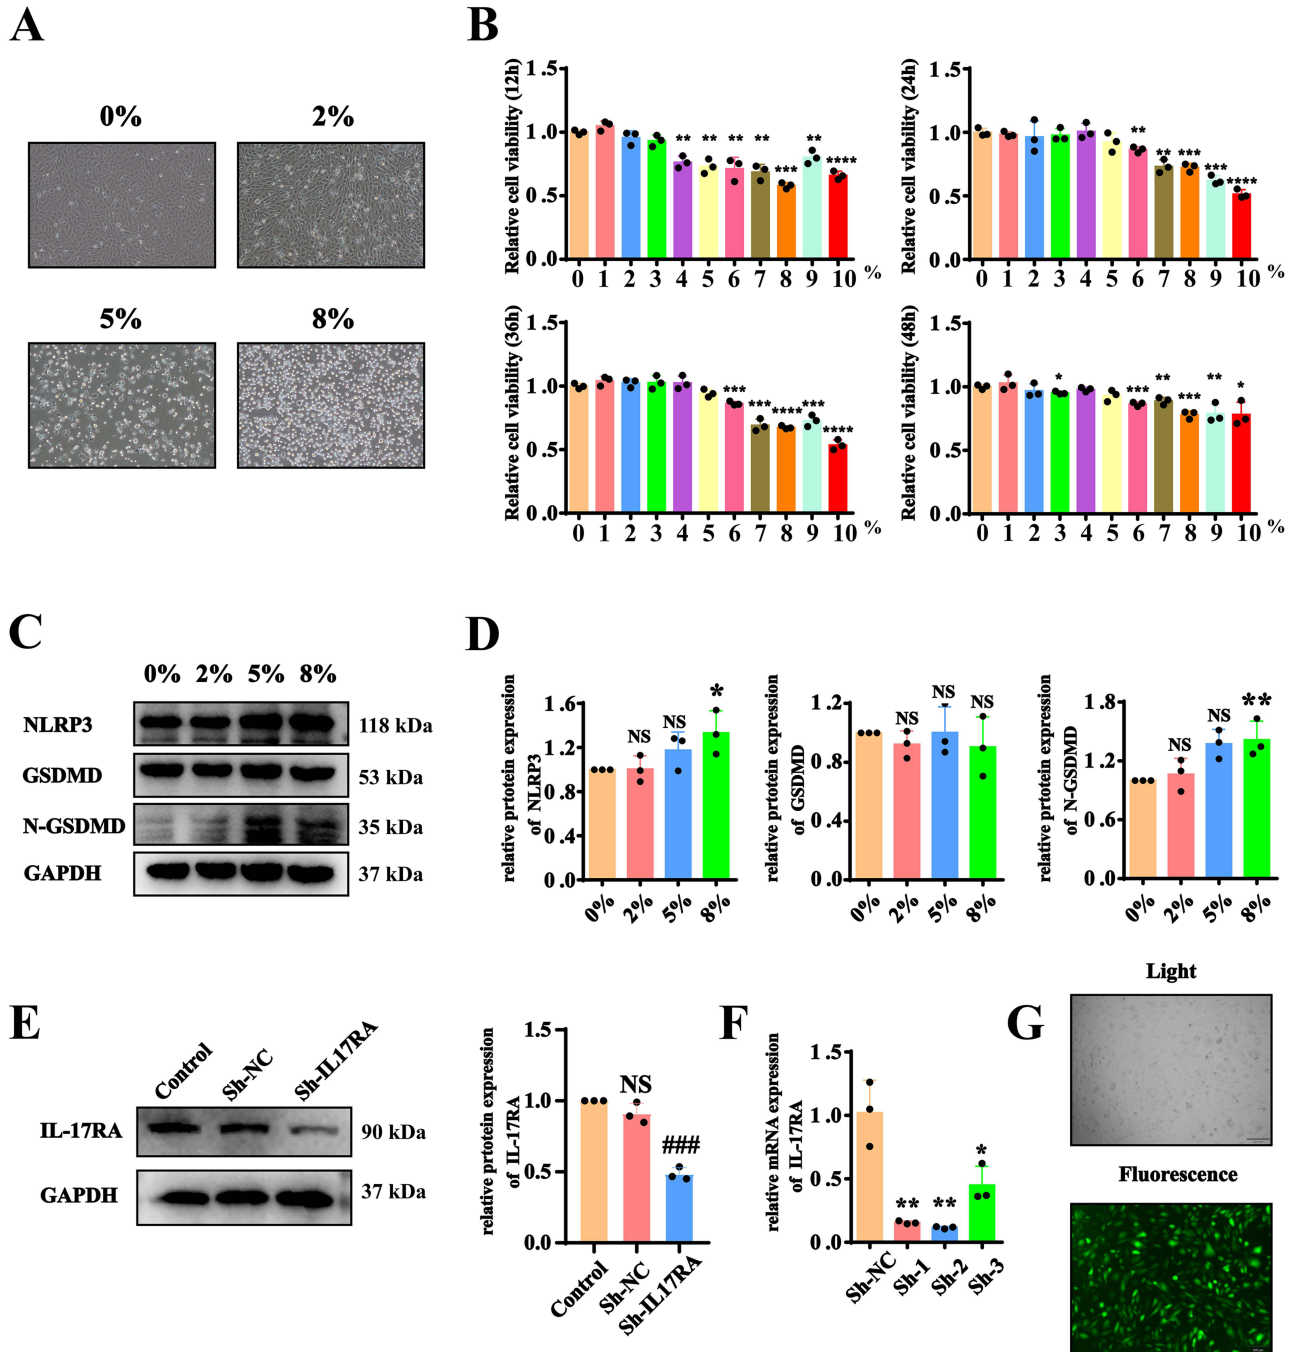 A
0%
2%
5%
8%
B
Relative cell viability (12h)
1.5
1.0
0.5
0.0
** ** ** ** *** ** ****
0 1 2 3 4 5 6 7 8 9 10 %
Relative cell viability (24h)
1.5
1.0
0.5
0.0
** ** *** *** ****
0 1 2 3 4 5 6 7 8 9 10 %
Relative cell viability (36h)
1.5
1.0
0.5
0.0
*** *** **** *** ****
0 1 2 3 4 5 6 7 8 9 10 %
Relative cell viability (48h)
1.5
1.0
0.5
0.0
* *** ** *** ** *
0 1 2 3 4 5 6 7 8 9 10 %
C
0% 2% 5% 8%
NLRP3 118 kDa
GSDMD 53 kDa
N-GSDMD 35 kDa
GAPDH 37 kDa
D
relative prtotein expression
of NLRP3
1.6
1.2
0.8
0.4
0.0
NS NS *
0% 2% 5% 8%
relative prtotein expression
of GSDMD
1.2
0.8
0.4
0.0
NS NS NS
0% 2% 5% 8%
relative prtotein expression
of N-GSDMD
1.8
1.2
0.6
0.0
NS NS **
0% 2% 5% 8%
E
Control Sh-NC Sh-IL17RA
IL-17RA 90 kDa
GAPDH 37 kDa
relative prtotein expression
of IL-17RA
1.5
1.0
0.5
0.0
NS ###
Control Sh-NC Sh-IL17RA
F
relative mRNA expression
of IL-17RA
1.5
1.0
0.5
0.0
** ** *
Sh-NC Sh-1 Sh-2 Sh-3
G
Light
Fluorescence